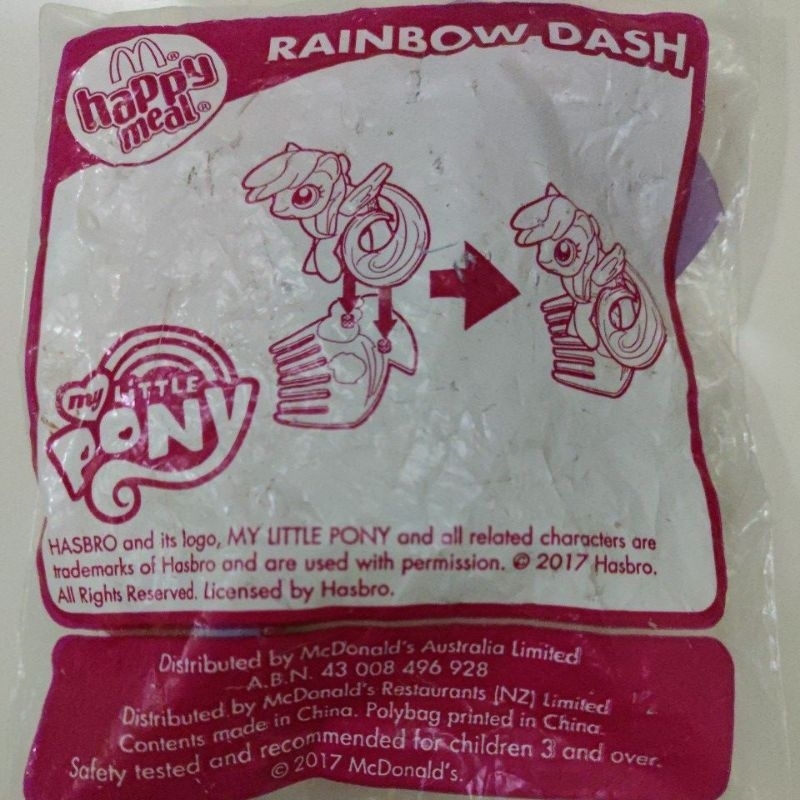 RAINBOW DASH
M®
happy
meal®
my LiTTLE
PONY
HASBRO and its logo, MY LITTLE PONY and all related characters are
trademarks of Hasbro and are used with permission. © 2017 Hasbro.
All Rights Reserved. Licensed by Hasbro.
Distributed by McDonald's Australia Limited
A.B.N. 43 008 496 928
Distributed by McDonald's Restaurants (NZ) Limited
Contents made in China. Polybag printed in China.
Safety tested and recommended for children 3 and over.
© 2017 McDonald's.